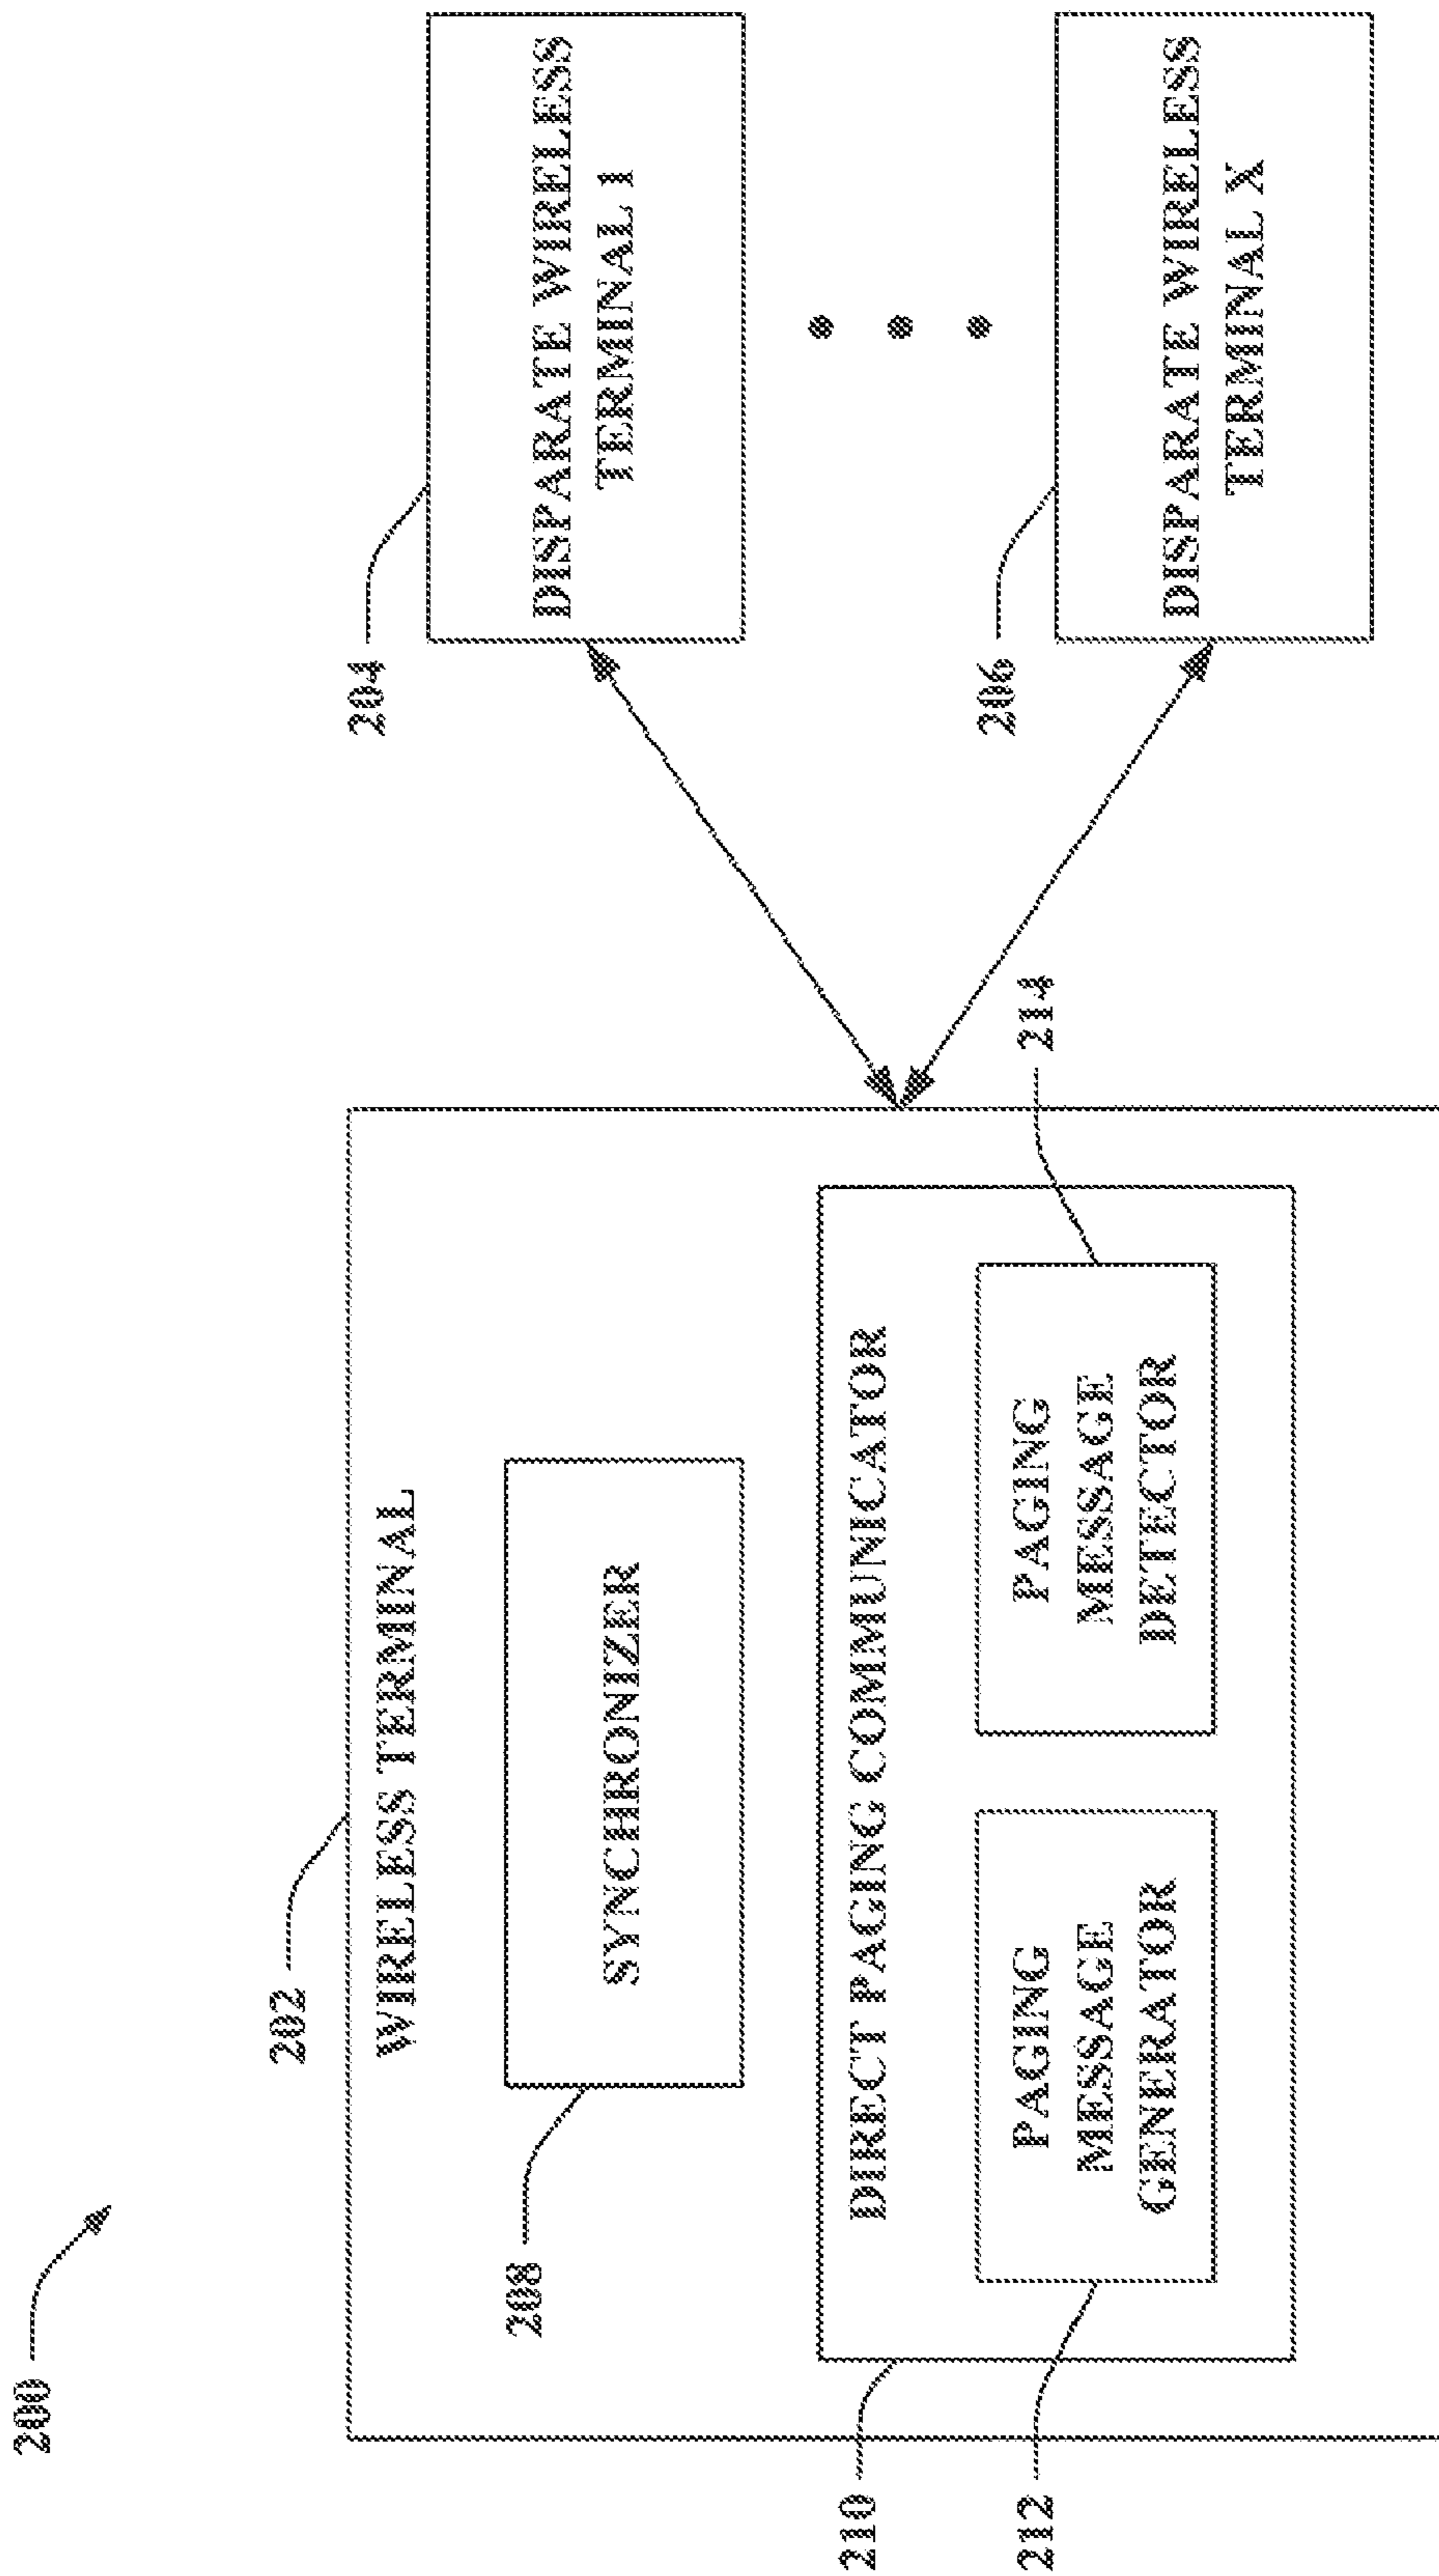 200
202
WIRELESS TERMINAL
208
SYNCHRONIZER
210
DIRECT PAGING COMMUNICATOR
212
PAGING
MESSAGE
GENERATOR
214
PAGING
MESSAGE
DETECTOR
204
DISPARATE WIRELESS
TERMINAL 1
206
DISPARATE WIRELESS
TERMINAL X